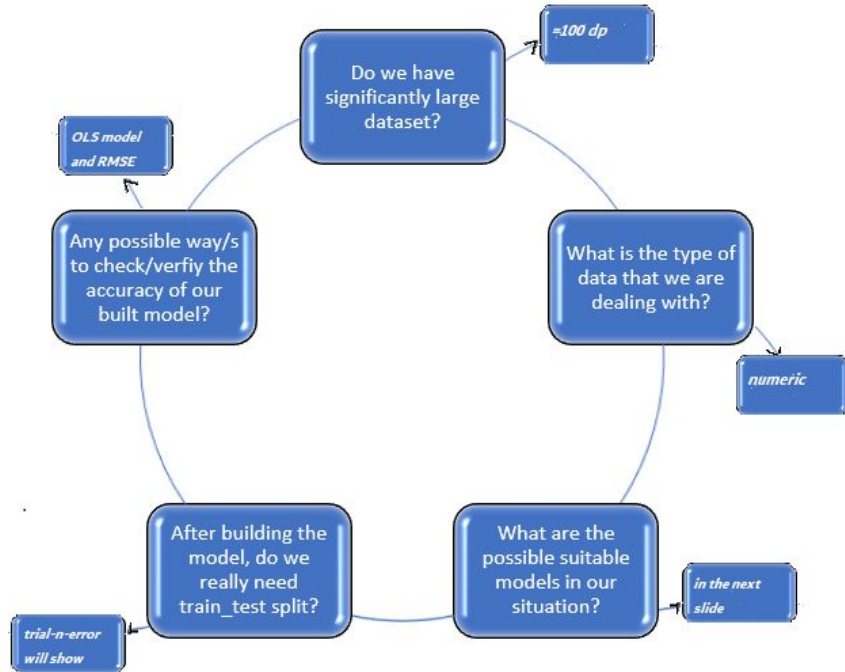 Do we have
significantly large
dataset?
=100 dp
What is the type of
data that we are
dealing with?
numeric
What are the
possible suitable
models in our
situation?
in the next
slide
After building the
model, do we
really need
train_test split?
trial-n-error
will show
Any possible way/s
to check/verfiy the
accuracy of our
built model?
OLS model
and RMSE